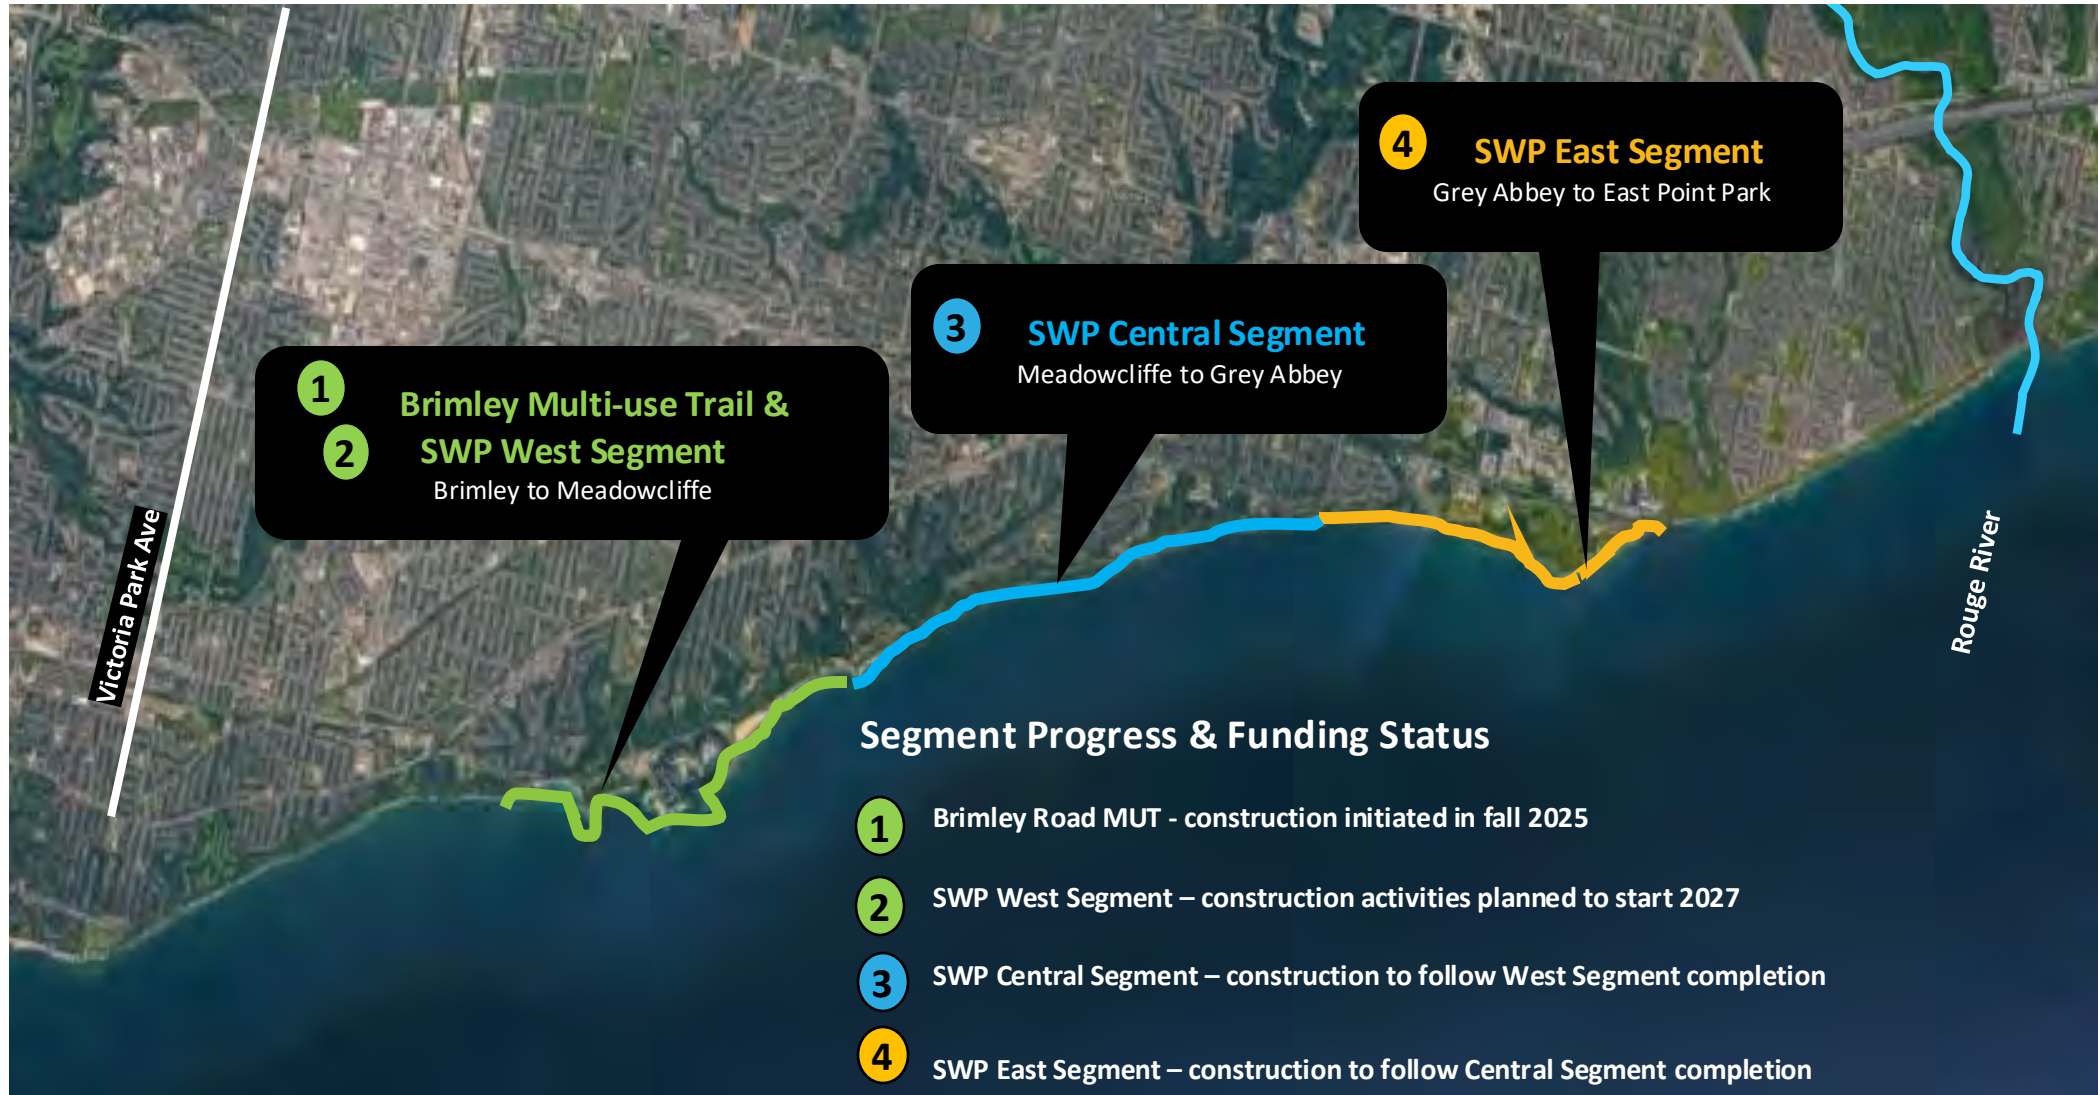 4
SWP East Segment
Grey Abbey to East Point Park
3
SWP Central Segment
Meadowcliffe to Grey Abbey
1
Brimley Multi-use Trail &
2
SWP West Segment
Brimley to Meadowcliffe
Victoria Park Ave
Rouge River
Segment Progress & Funding Status
1
Brimley Road MUT - construction initiated in fall 2025
2
SWP West Segment – construction activities planned to start 2027
3
SWP Central Segment – construction to follow West Segment completion
4
SWP East Segment – construction to follow Central Segment completion